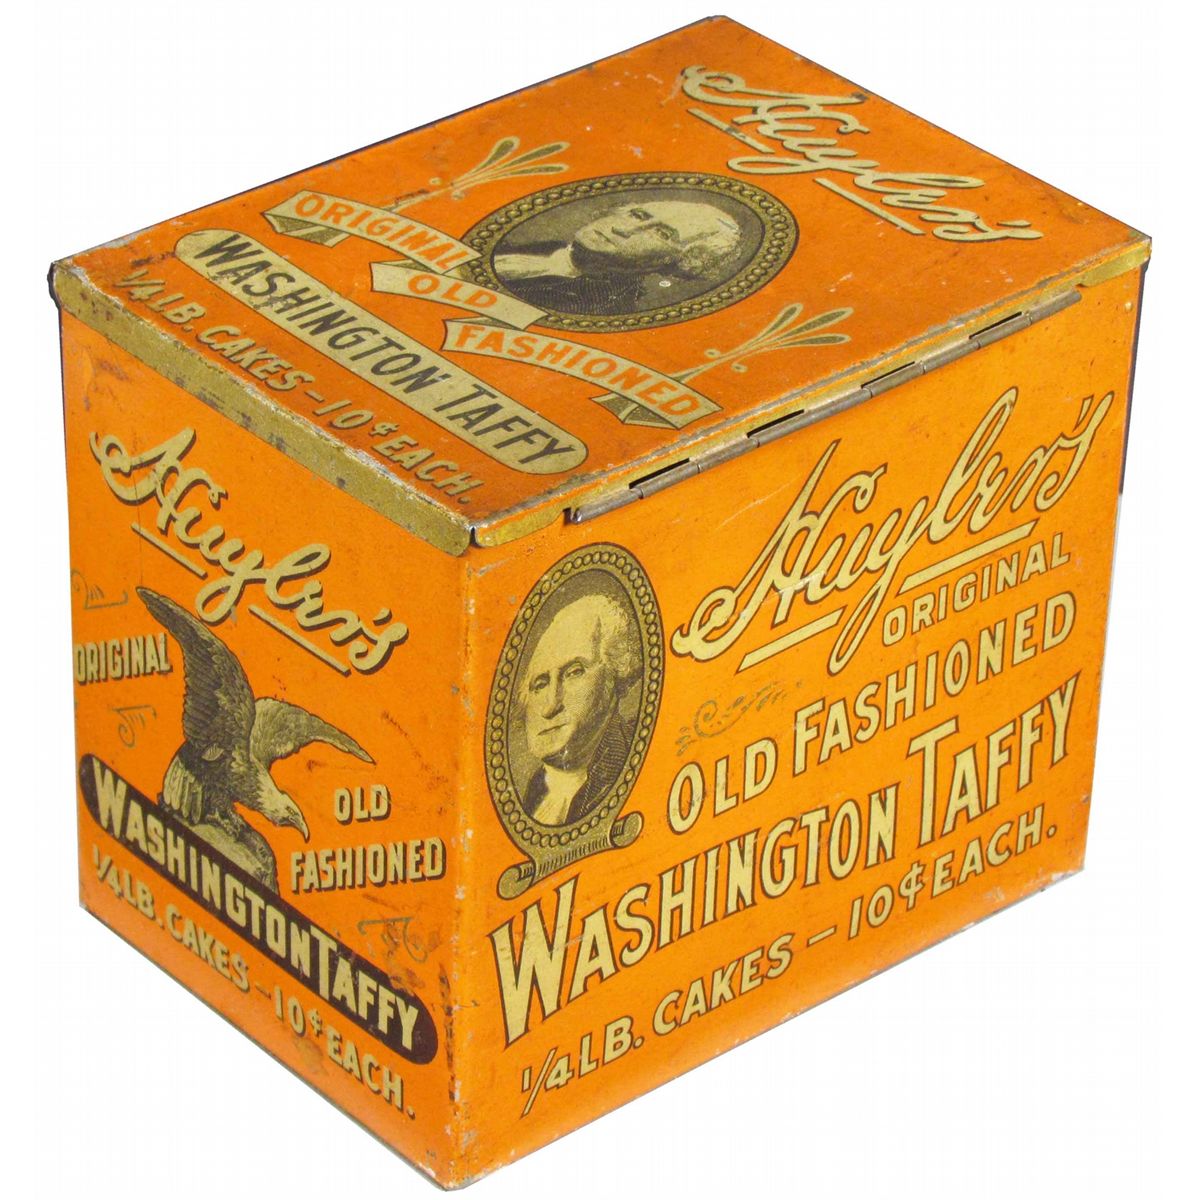 Huyler's
ORIGINAL
OLD
FASHIONED
WASHINGTON TAFFY
1/4 LB. CAKES - 10¢ EACH.
Huyler's
ORIGINAL
OLD
FASHIONED
WASHINGTON TAFFY
1/4 LB. CAKES - 10¢ EACH.
Huyler's
ORIGINAL
OLD FASHIONED
WASHINGTON TAFFY
1/4 LB. CAKES - 10¢ EACH.